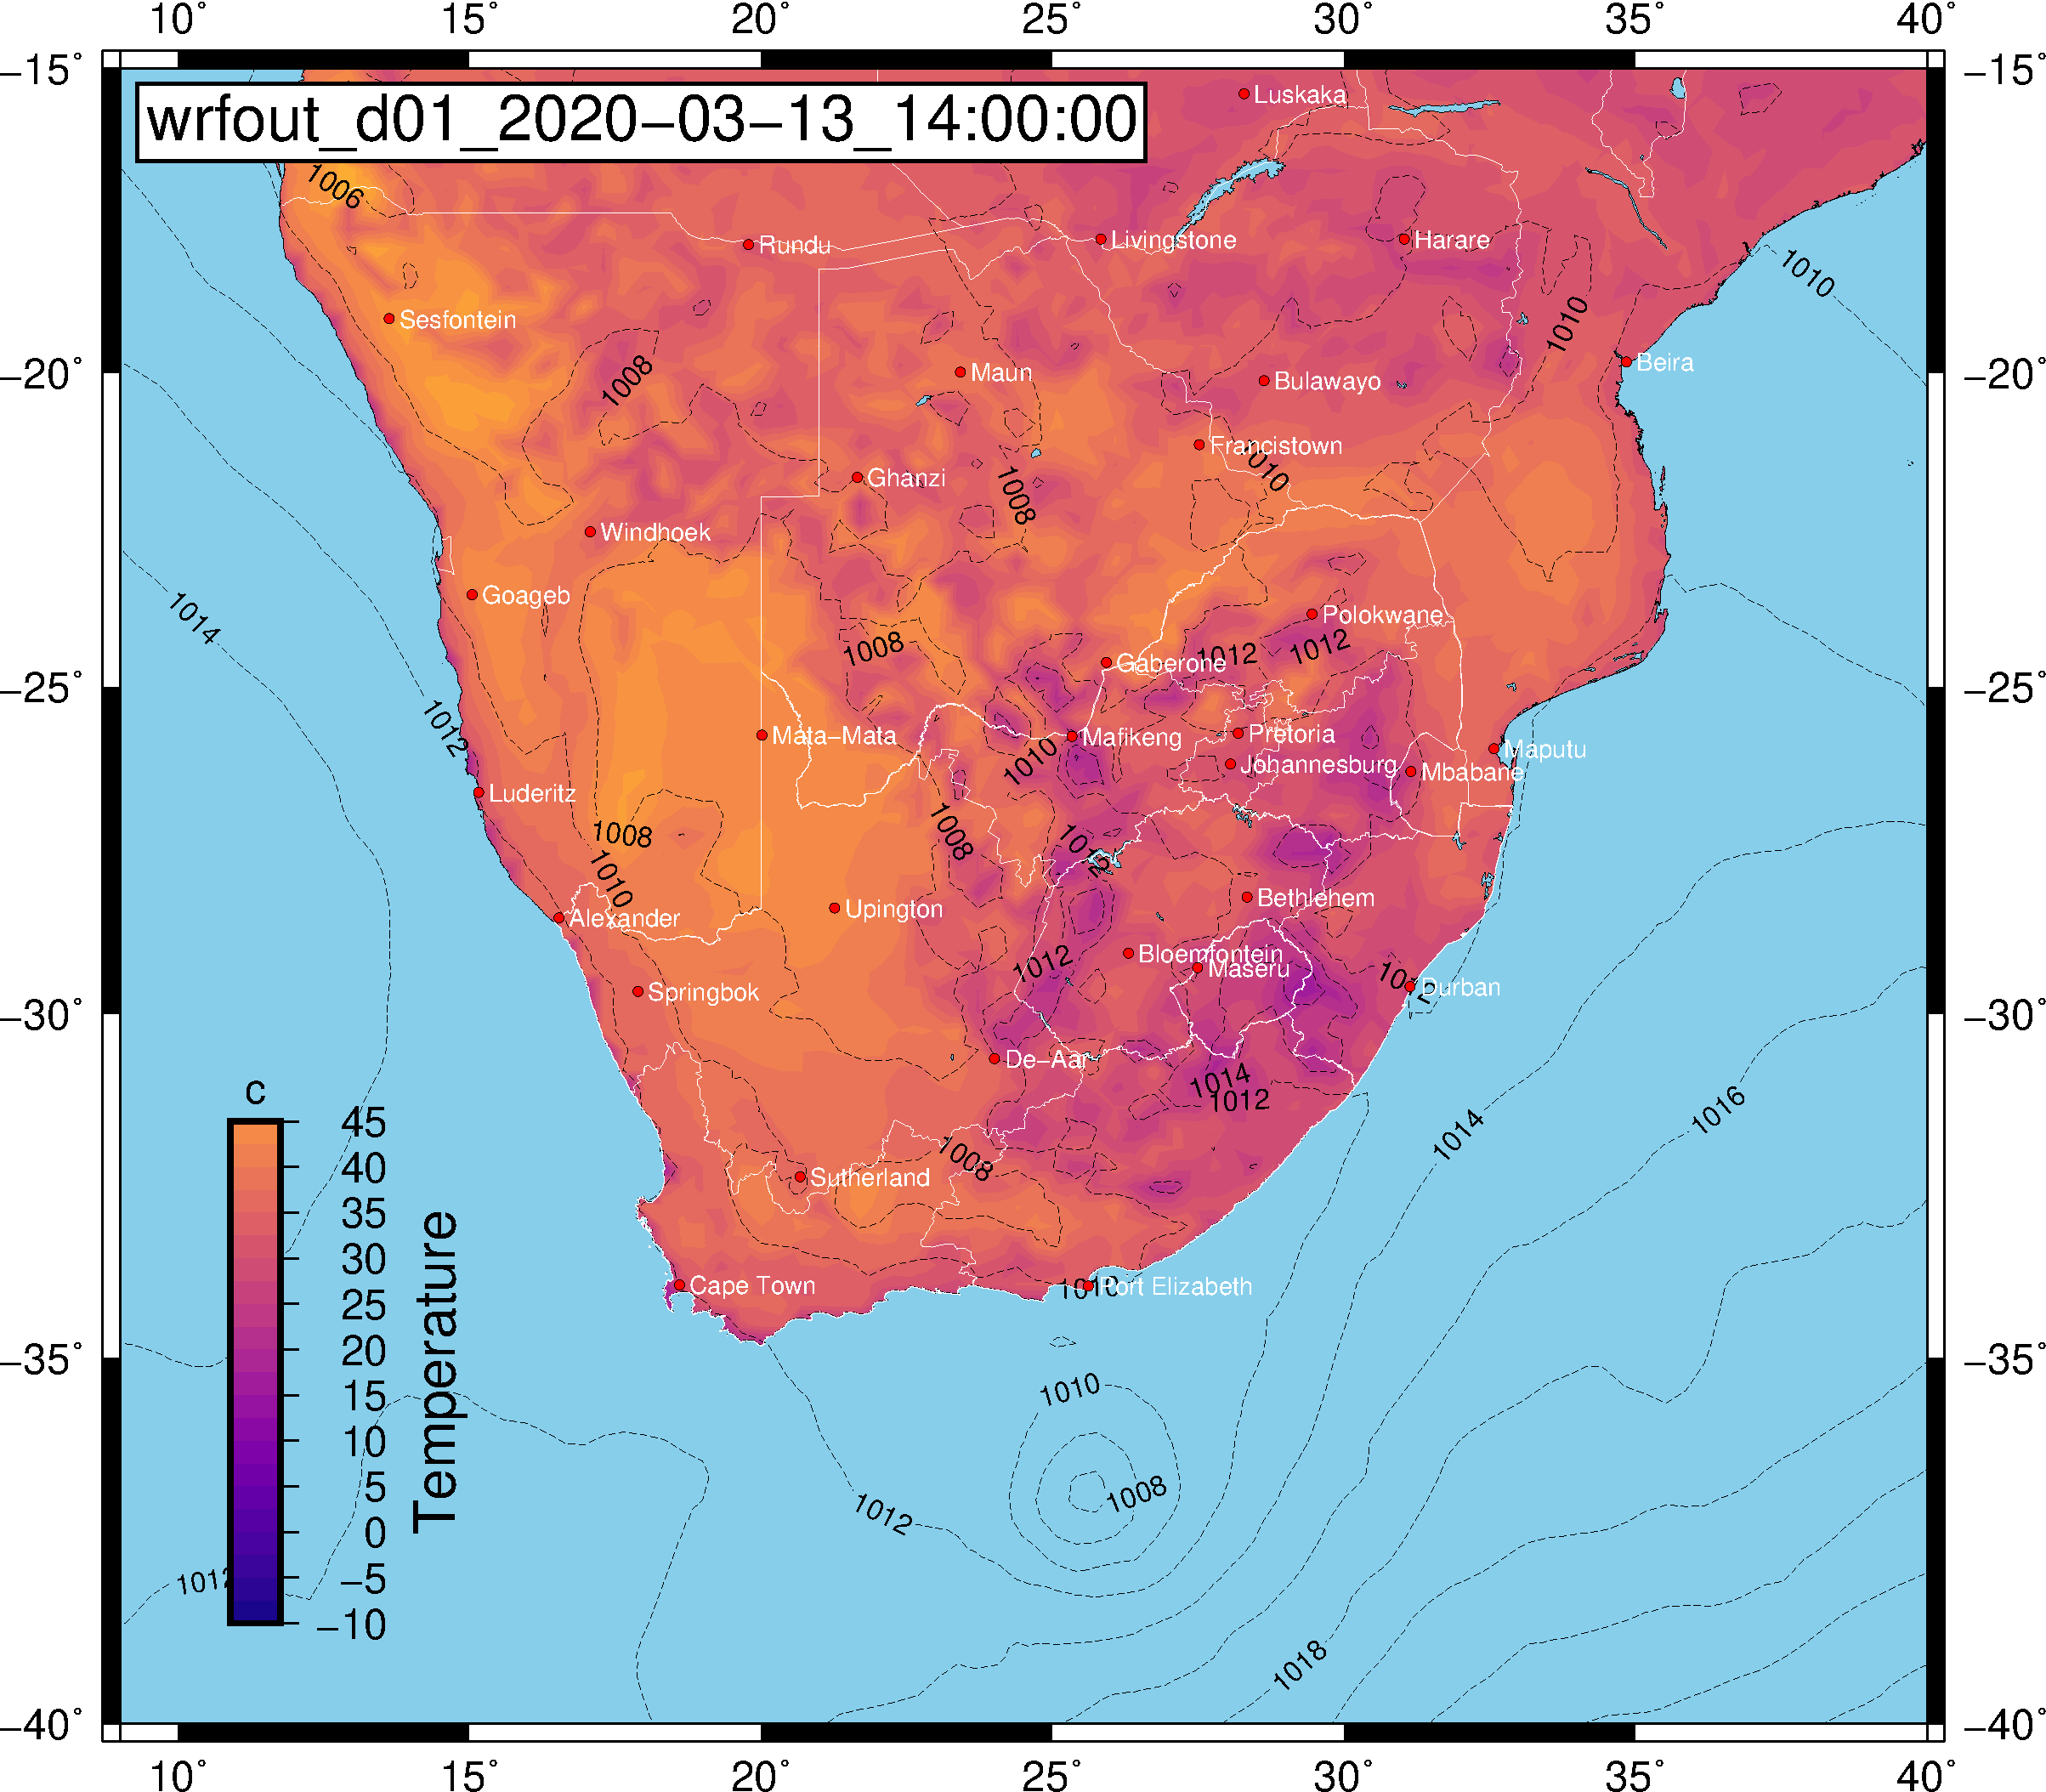 10° 15° 20° 25° 30° 35° 40°
−15° −15°
wrfout_d01_2020−03−13_14:00:00
Luskaka
1006
Rundu
Livingstone
Harare
1010
Sesfontein
1010
Beira
−20° −20°
1008
Maun
Bulawayo
Francistown
1010
Ghanzi
1008
Windhoek
Goageb
1014
Polokwane
1008
1012
1012
Gaberone
−25° −25°
1012
Mata−Mata
Mafikeng
Pretoria
Maputu
1010
Johannesburg
Mbabane
Luderitz
1008
1008
1012
1010
Bethlehem
Alexander
Upington
Bloemfontein
1012
Maseru
1012
Durban
Springbok
−30° −30°
De−Aar
1014
1012
1014
1016
1008
Sutherland
Cape Town
1010
Port Elizabeth
−35° −35°
1010
1008
1012
1012
1018
c
45
40
35
30
25
20
15
10
5
0
−5
−10
Temperature
−40° −40°
10° 15° 20° 25° 30° 35° 40°